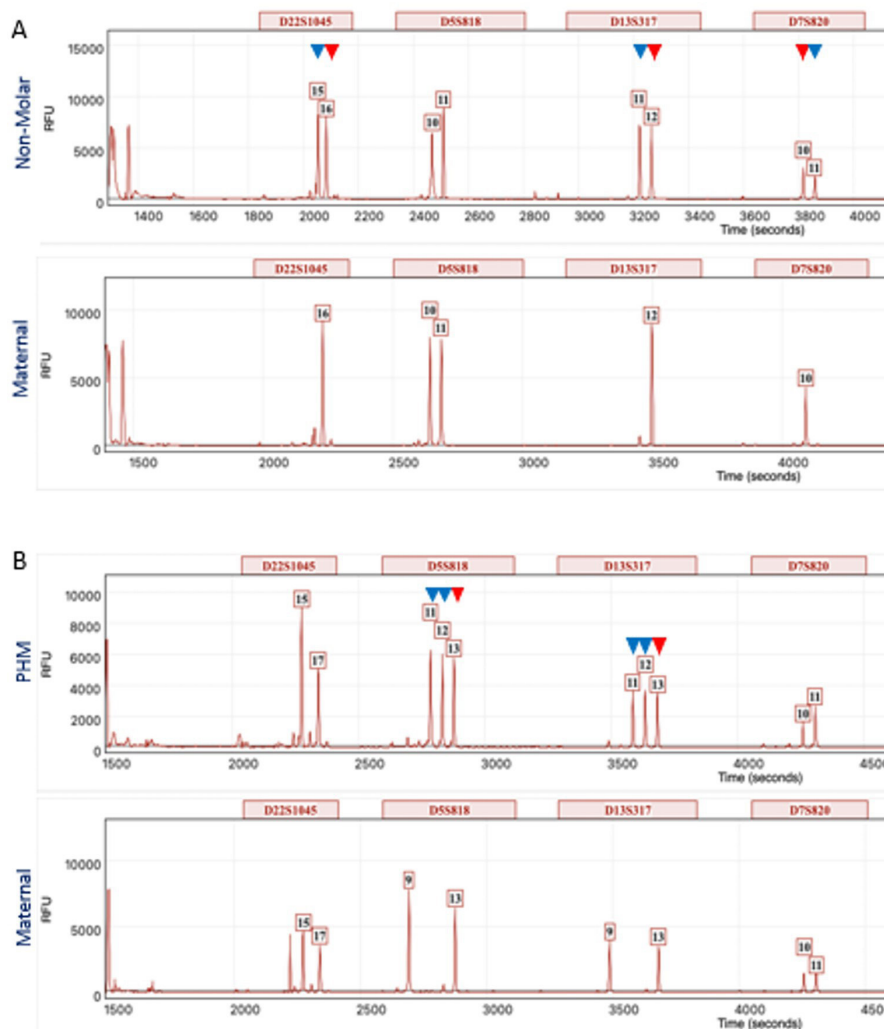 A
Non-Molar
D22S1045 D5S818 D13S317 D7S820
15000
10000
5000
0
RFU
15 16 10 11 11 12 10 11
1400 1600 1800 2000 2200 2400 2600 2800 3000 3200 3400 3600 3800 4000
Time (seconds)
Maternal
D22S1045 D5S818 D13S317 D7S820
10000
5000
0
RFU
16 10 11 12 10
1500 2000 2500 3000 3500 4000
Time (seconds)
B
PHM
D22S1045 D5S818 D13S317 D7S820
10000
8000
6000
4000
2000
0
RFU
15 17 11 12 13 11 12 13 10 11
1500 2000 2500 3000 3500 4000 4500
Time (seconds)
Maternal
D22S1045 D5S818 D13S317 D7S820
10000
5000
0
RFU
15 17 9 13 9 13 10 11
1500 2000 2500 3000 3500 4000 4500
Time (seconds)